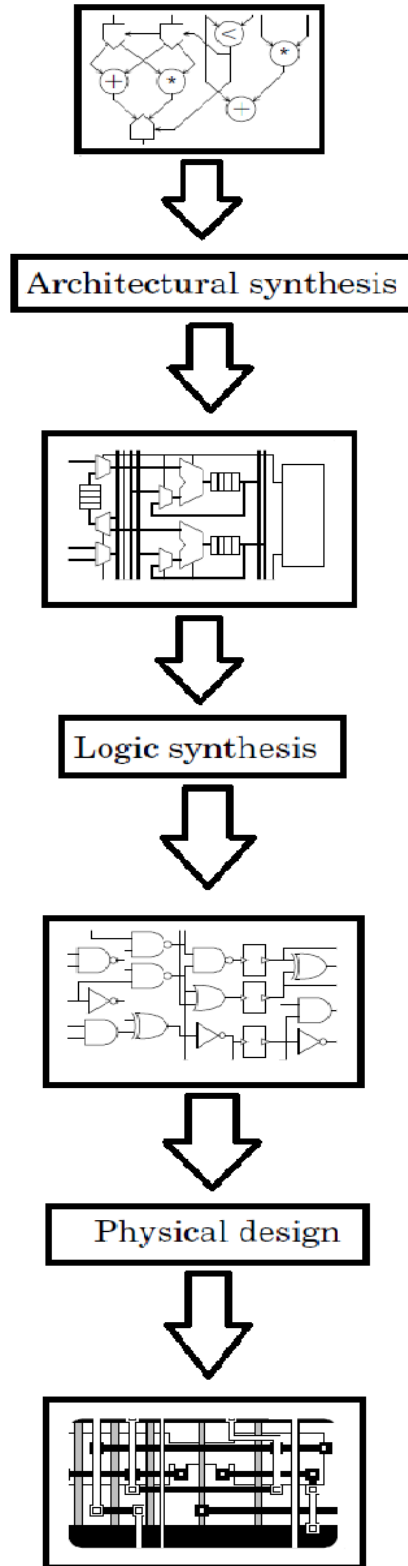 <
*
+
*
+
Architectural synthesis
Logic synthesis
Physical design